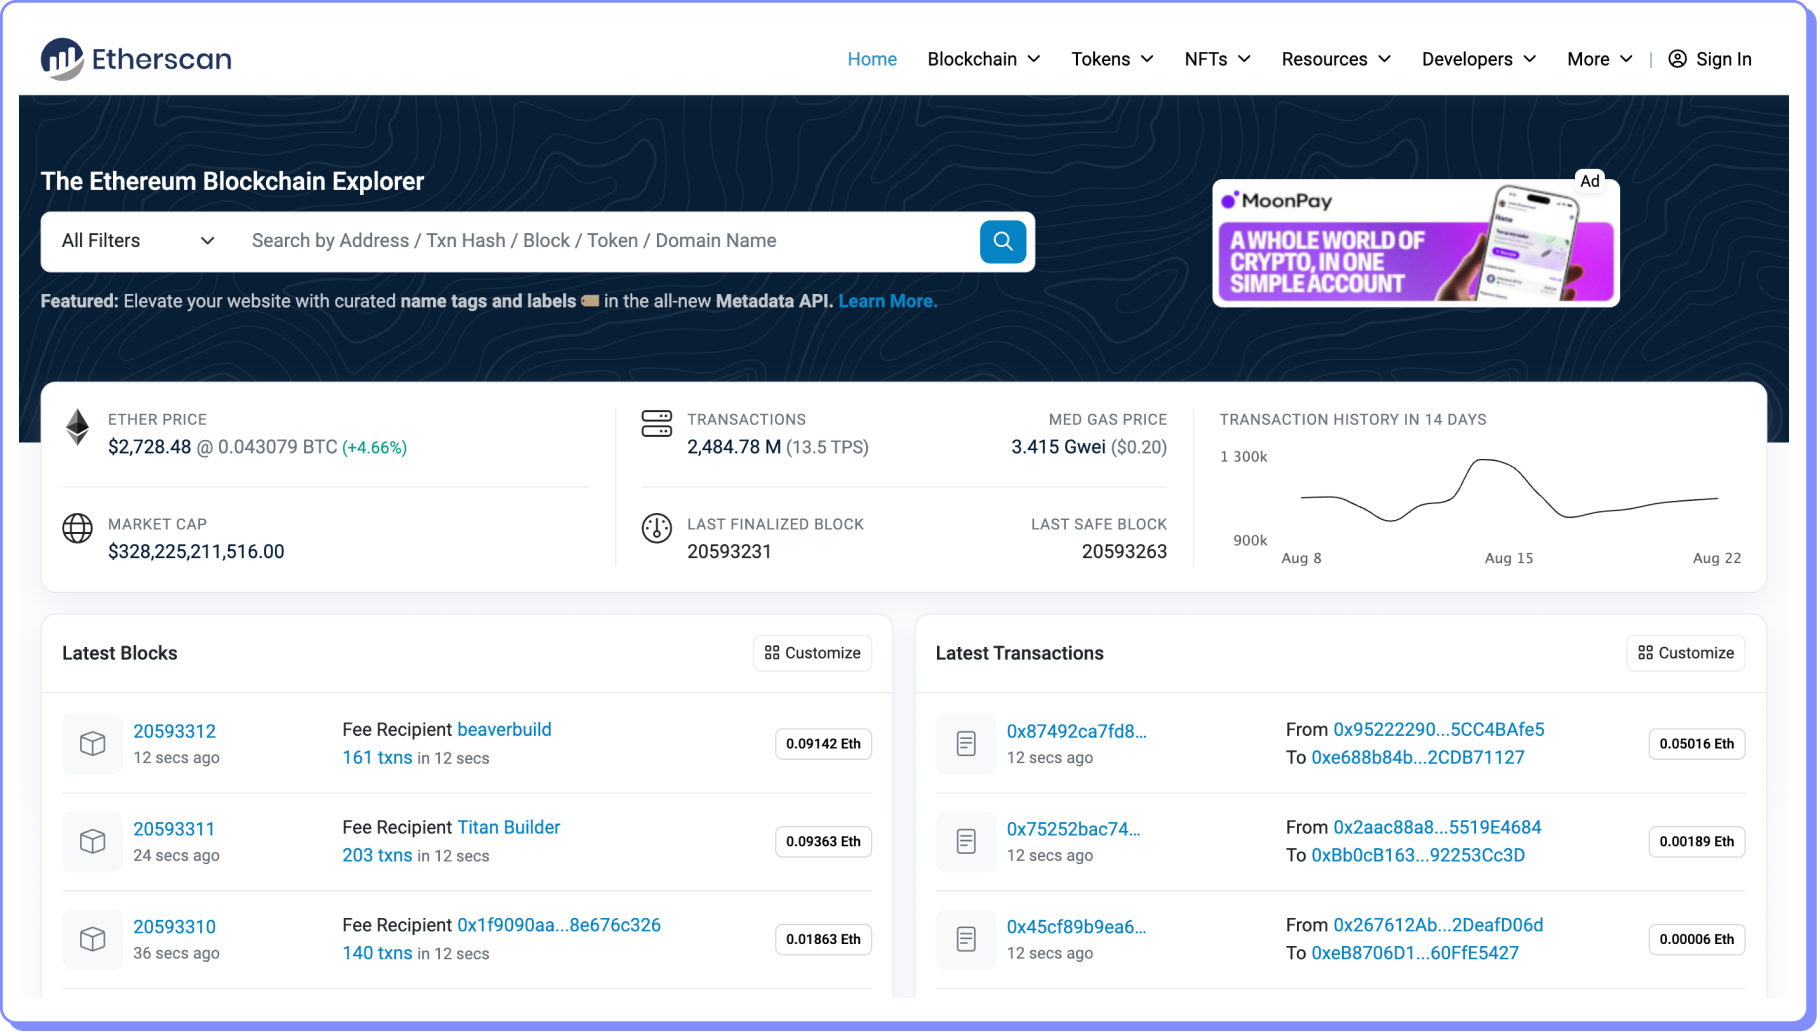 Etherscan
Home Blockchain Tokens NFTs Resources Developers More | Sign In
The Ethereum Blockchain Explorer
All Filters Search by Address / Txn Hash / Block / Token / Domain Name
Featured: Elevate your website with curated name tags and labels in the all-new Metadata API. Learn More.
Ad
MoonPay
A WHOLE WORLD OF
CRYPTO, IN ONE
SIMPLE ACCOUNT
ETHER PRICE
$2,728.48 @ 0.043079 BTC (+4.66%)
MARKET CAP
$328,225,211,516.00
TRANSACTIONS
2,484.78 M (13.5 TPS)
MED GAS PRICE
3.415 Gwei ($0.20)
LAST FINALIZED BLOCK
20593231
LAST SAFE BLOCK
20593263
TRANSACTION HISTORY IN 14 DAYS
1 300k
900k
Aug 8 Aug 15 Aug 22
Latest Blocks
Customize
20593312
12 secs ago
Fee Recipient beaverbuild
161 txns in 12 secs
0.09142 Eth
20593311
24 secs ago
Fee Recipient Titan Builder
203 txns in 12 secs
0.09363 Eth
20593310
36 secs ago
Fee Recipient 0x1f9090aa...8e676c326
140 txns in 12 secs
0.01863 Eth
Latest Transactions
Customize
0x87492ca7fd8...
12 secs ago
From 0x95222290...5CC4BAfe5
To 0xe688b84b...2CDB71127
0.05016 Eth
0x75252bac74...
12 secs ago
From 0x2aac88a8...5519E4684
To 0xBb0cB163...92253Cc3D
0.00189 Eth
0x45cf89b9ea6...
12 secs ago
From 0x267612Ab...2DeafD06d
To 0xeB8706D1...60FfE5427
0.00006 Eth